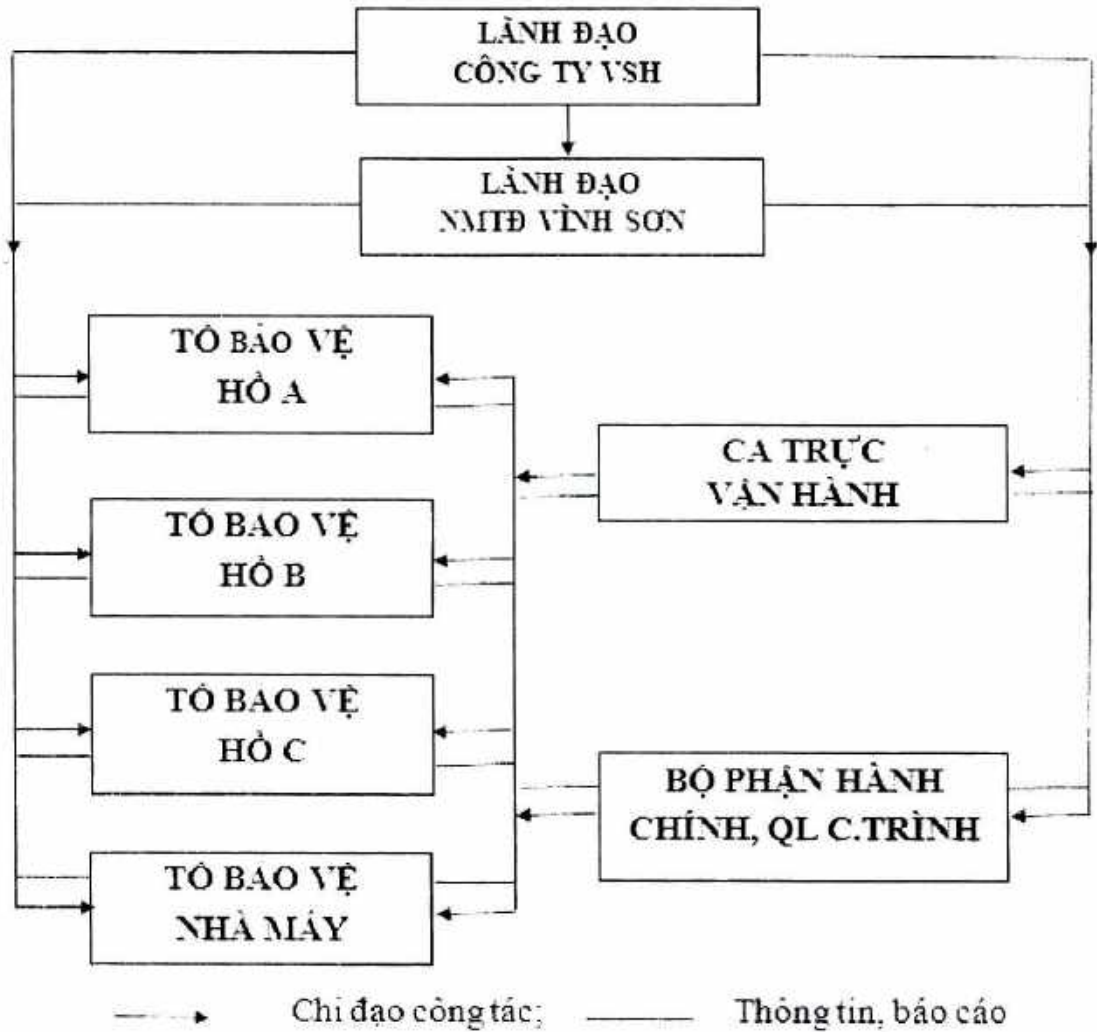 LÃNH ĐẠO
CÔNG TY VSH
LÃNH ĐẠO
NMTĐ VĨNH SƠN
TỔ BẢO VỆ
HỒ A
CA TRỰC
VẬN HÀNH
TỔ BẢO VỆ
HỒ B
TỔ BẢO VỆ
HỒ C
BỘ PHẬN HÀNH
CHÍNH, QL C.TRÌNH
TỔ BẢO VỆ
NHÀ MÁY
Chỉ đạo công tác; Thông tin, báo cáo